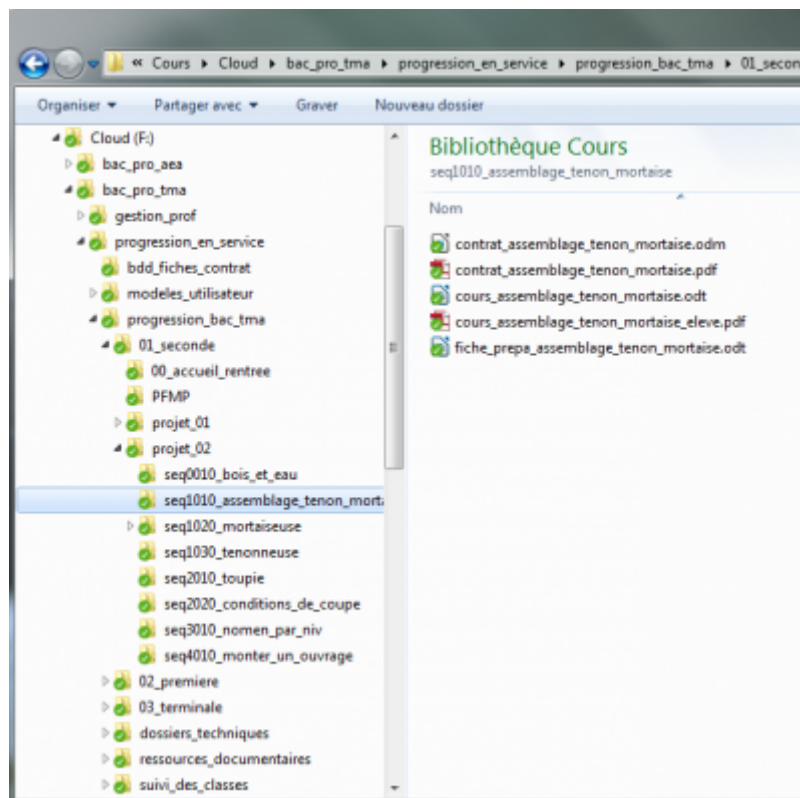 « Cours ▸ Cloud ▸ bac_pro_tma ▸ progression_en_service ▸ progression_bac_tma ▸ 01_secon
Organiser ▾ Partager avec ▾ Graver Nouveau dossier
Cloud (F:)
bac_pro_aea
bac_pro_tma
gestion_prof
progression_en_service
bdd_fiches_contrat
modeles_utilisateur
progression_bac_tma
01_seconde
00_accueil_rentree
PFMP
projet_01
projet_02
seq0010_bois_et_eau
seq1010_assemblage_tenon_morta
seq1020_mortaiseuse
seq1030_tenonneuse
seq2010_toupie
seq2020_conditions_de_coupe
seq3010_nomen_par_niv
seq4010_monter_un_ouvrage
02_premiere
03_terminale
dossiers_techniques
ressources_documentaires
suivi_des_classes
Bibliothèque Cours
seq1010_assemblage_tenon_mortaise
Nom
contrat_assemblage_tenon_mortaise.odm
contrat_assemblage_tenon_mortaise.pdf
cours_assemblage_tenon_mortaise.odt
cours_assemblage_tenon_mortaise_eleve.pdf
fiche_prepa_assemblage_tenon_mortaise.odt